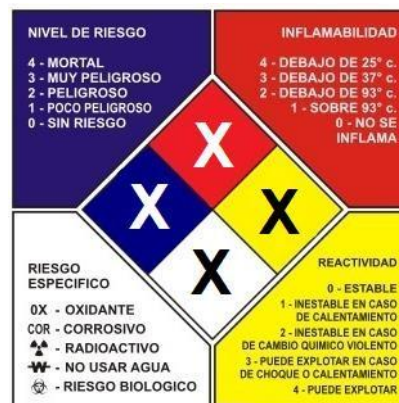 NIVEL DE RIESGO
4 - MORTAL
3 - MUY PELIGROSO
2 - PELIGROSO
1 - POCO PELIGROSO
0 - SIN RIESGO
INFLAMABILIDAD
4 - DEBAJO DE 25° c.
3 - DEBAJO DE 37° c.
2 - DEBAJO DE 93° c.
1 - SOBRE 93° c.
0 - NO SE
INFLAMA
X
X
X
X
RIESGO
ESPECIFICO
OX - OXIDANTE
COR - CORROSIVO
- RADIOACTIVO
W - NO USAR AGUA
- RIESGO BIOLOGICO
REACTIVIDAD
0 - ESTABLE
1 - INESTABLE EN CASO
DE CALENTAMIENTO
2 - INESTABLE EN CASO
DE CAMBIO QUIMICO VIOLENTO
3 - PUEDE EXPLOTAR EN CASO
DE CHOQUE O CALENTAMIENTO
4 - PUEDE EXPLOTAR